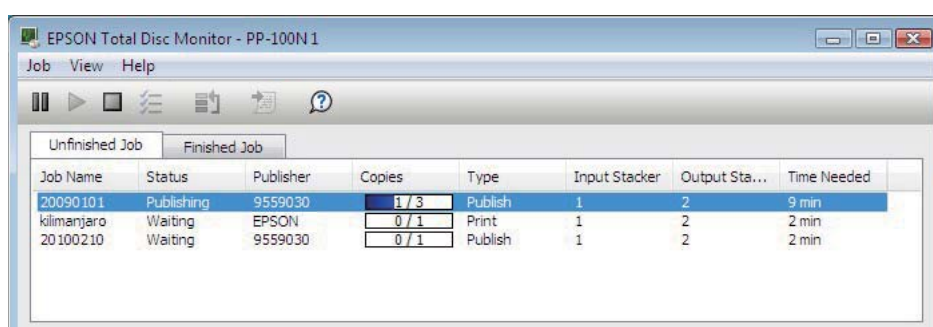 EPSON Total Disc Monitor - PP-100N 1
Job View Help
Unfinished Job Finished Job
Job Name Status Publisher Copies Type Input Stacker Output Sta... Time Needed
20090101 Publishing 9559030 1 / 3 Publish 1 2 9 min
kilimanjaro Waiting EPSON 0 / 1 Print 1 2 2 min
20100210 Waiting 9559030 0 / 1 Publish 1 2 2 min